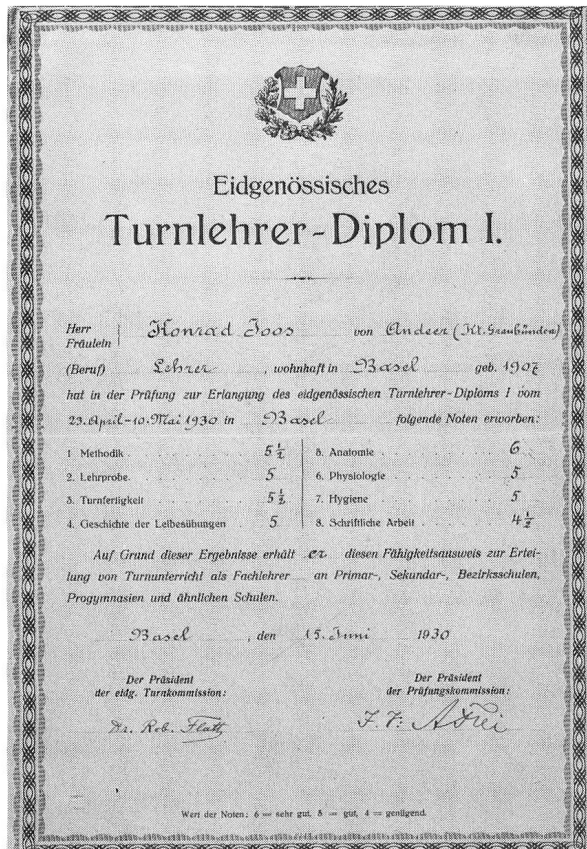 Eidgenössisches
Turnlehrer-Diplom I.
Herr
Fräulein Konrad Joos von Andeer (Kt. Graubünden)
(Beruf) Lehrer, wohnhaft in Basel geb. 1907
hat in der Prüfung zur Erlangung des eidgenössischen Turnlehrer-Diploms I vom
23. April-10. Mai 1930 in Basel folgende Noten erworben:
1 Methodik 5½ 5. Anatomie 6
2. Lehrprobe. 5 6. Physiologie 5
3. Turnfertigkeit 5½ 7. Hygiene 5
4. Geschichte der Leibesübungen 5 8. Schriftliche Arbeit 4½
Auf Grund dieser Ergebnisse erhält er diesen Fähigkeitsausweis zur Ertei-
lung von Turnunterricht als Fachlehrer an Primar-, Sekundar-, Bezirksschulen,
Progymnasien und ähnlichen Schulen.
Basel, den 15. Juni 1930
Der Präsident
der eidg. Turnkommission:
Der Präsident
der Prüfungskommission:
Dr. Rob. Flatt
J. V. A Frei
Wert der Noten: 6 = sehr gut, 5 = gut, 4 = genügend.